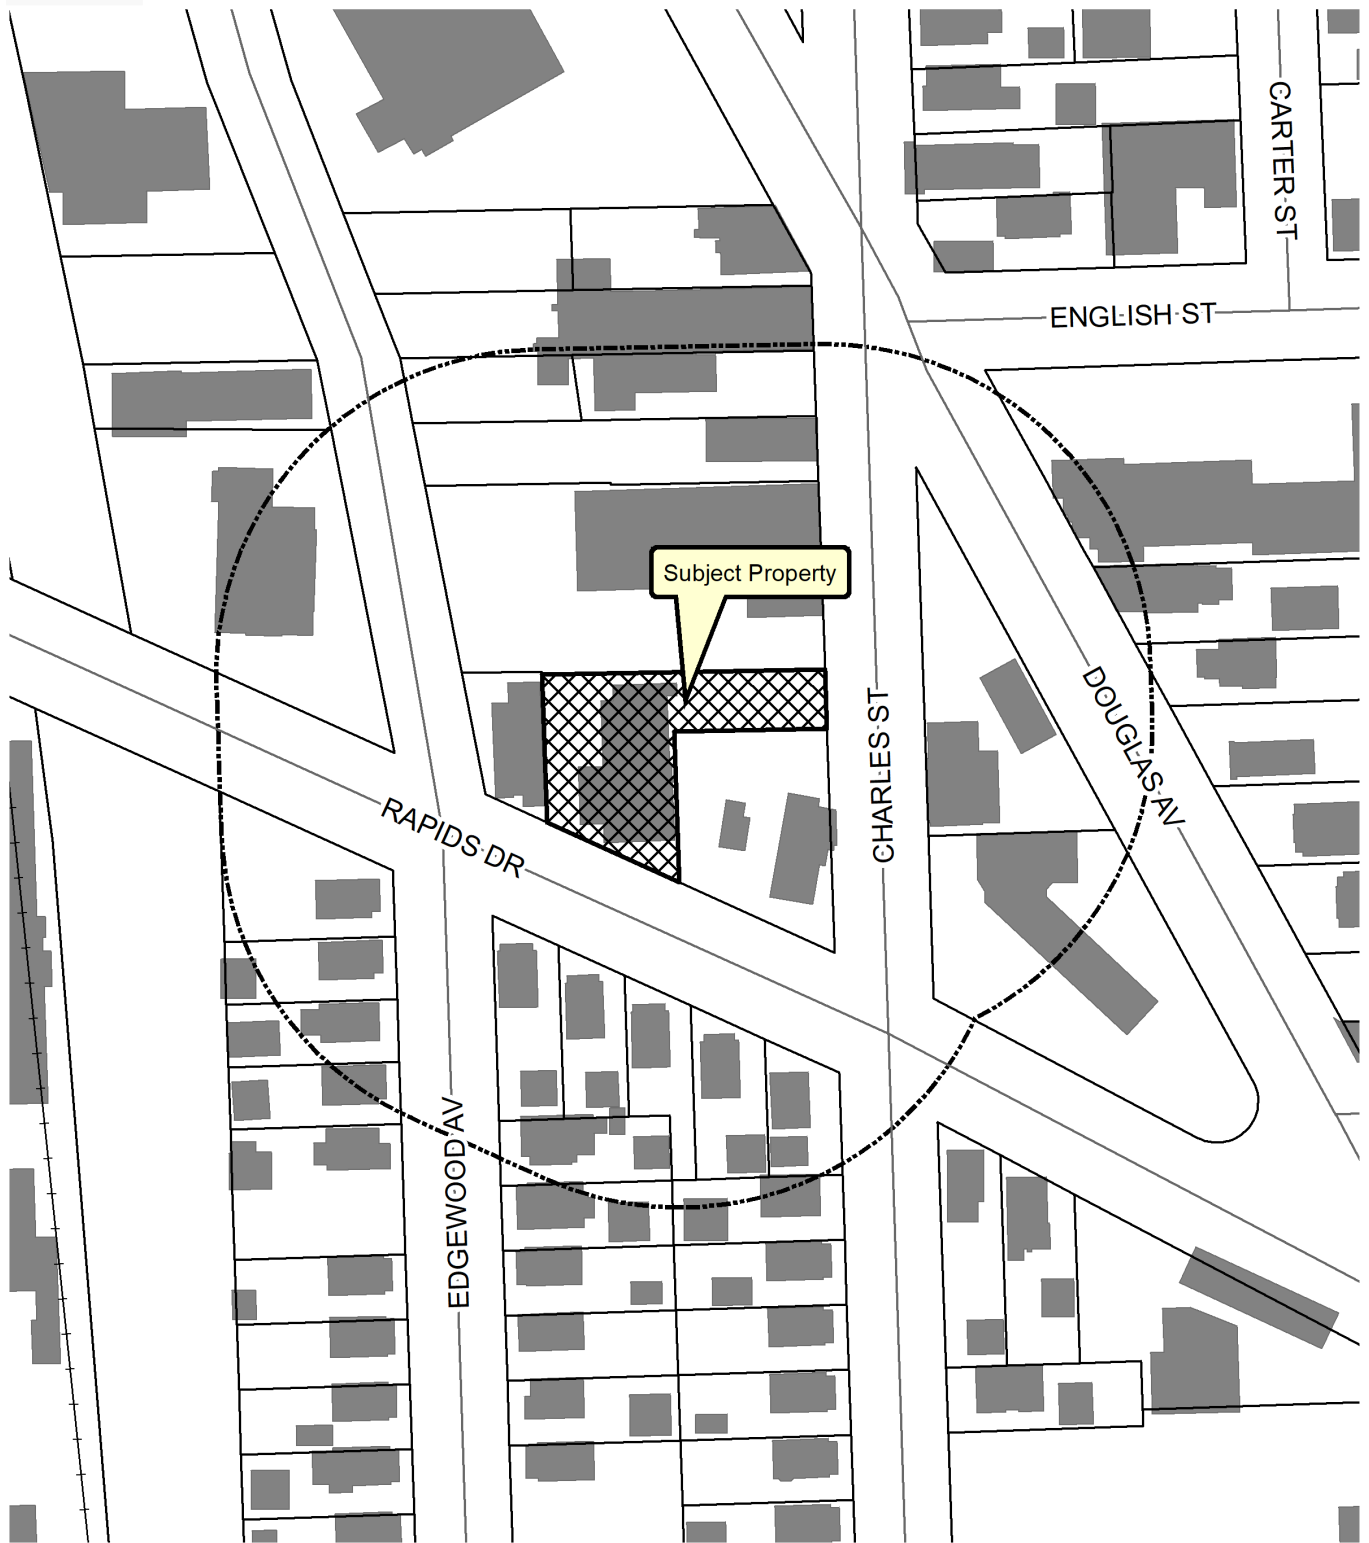 CARTER ST
ENGLISH ST
Subject Property
DOUGLAS AV
CHARLES ST
RAPIDS DR
EDGEWOOD AV